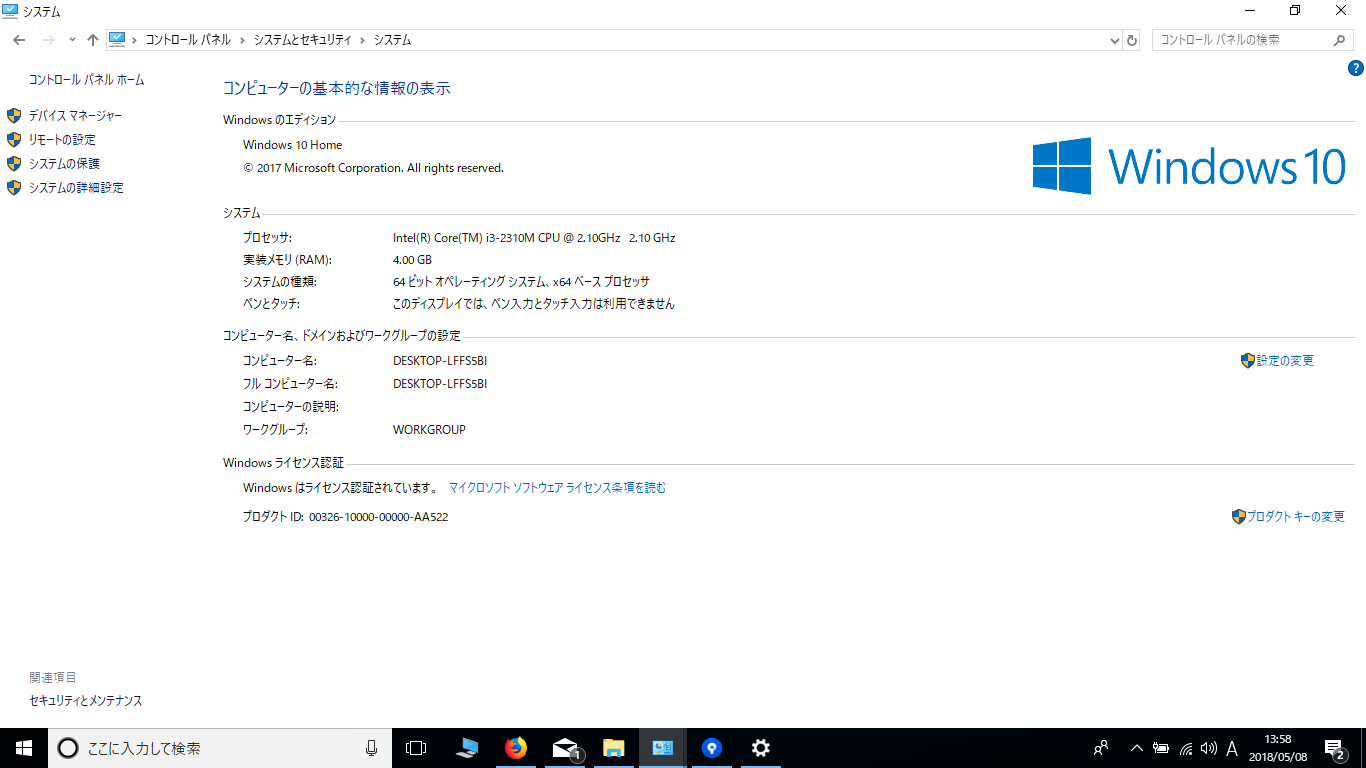 システム
コントロール パネル › システムとセキュリティ › システム
コントロール パネルの検索
コントロール パネル ホーム
デバイス マネージャー
リモートの設定
システムの保護
システムの詳細設定
コンピューターの基本的な情報の表示
Windows のエディション
Windows 10 Home
© 2017 Microsoft Corporation. All rights reserved.
Windows 10
システム
プロセッサ: Intel(R) Core(TM) i3-2310M CPU @ 2.10GHz 2.10 GHz
実装メモリ (RAM): 4.00 GB
システムの種類: 64 ビット オペレーティング システム、x64 ベース プロセッサ
ペンとタッチ: このディスプレイでは、ペン入力とタッチ入力は利用できません
コンピューター名、ドメインおよびワークグループの設定
コンピューター名: DESKTOP-LFFS5BI
設定の変更
フル コンピューター名: DESKTOP-LFFS5BI
コンピューターの説明:
ワークグループ: WORKGROUP
Windows ライセンス認証
Windows はライセンス認証されています。 マイクロソフト ソフトウェア ライセンス条項を読む
プロダクト ID: 00326-10000-00000-AA522
プロダクト キーの変更
関連項目
セキュリティとメンテナンス
ここに入力して検索
1
A
13:58
2018/05/08
2